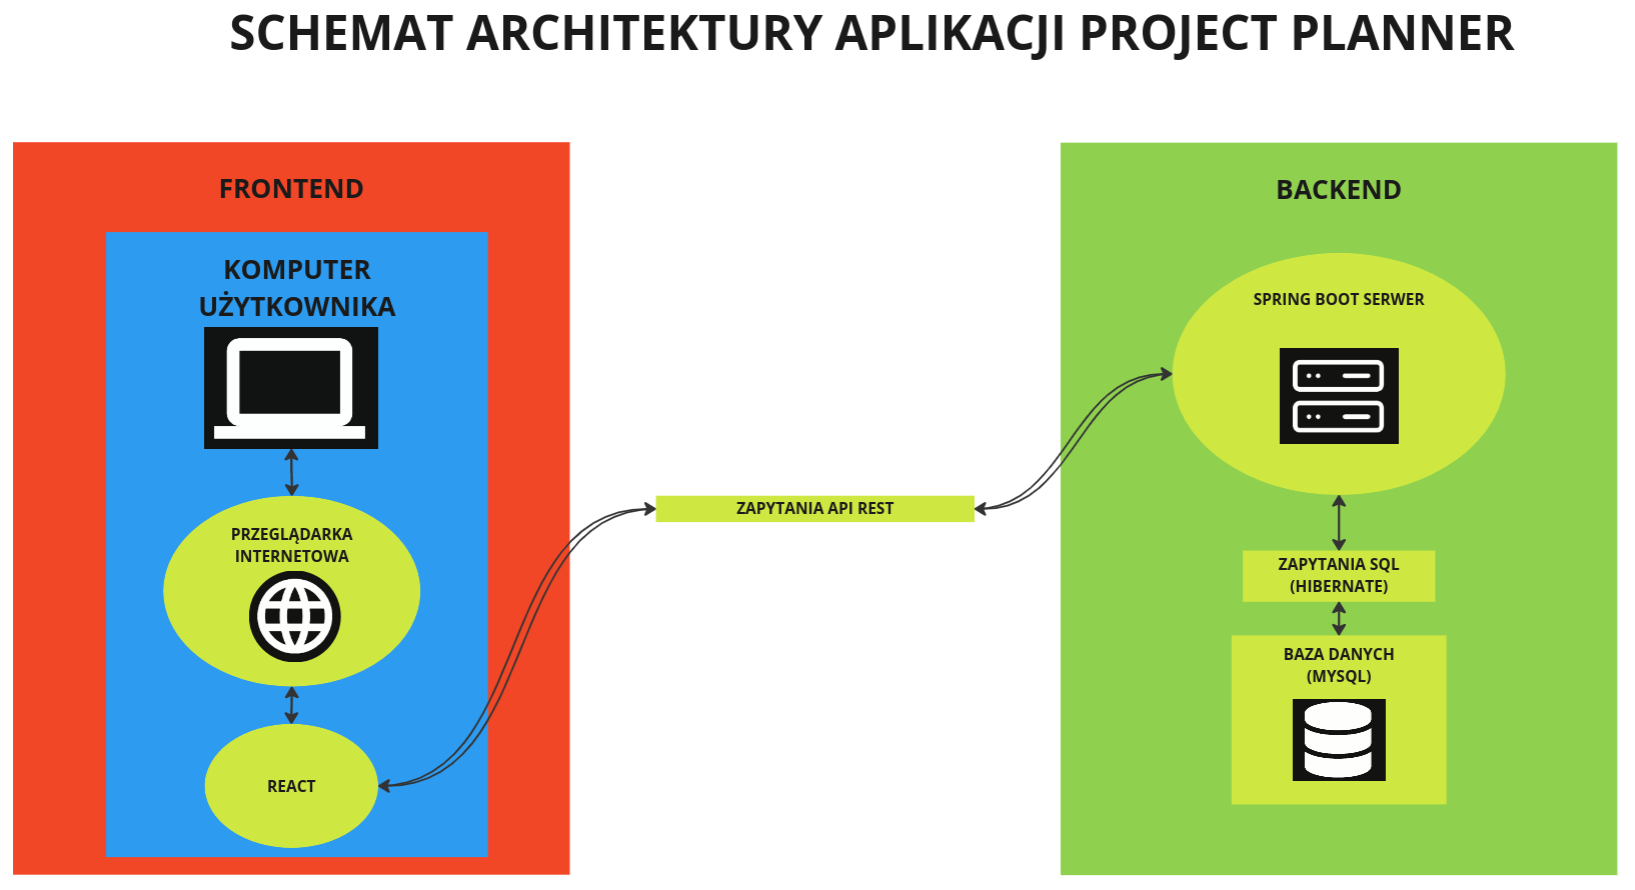 SCHEMAT ARCHITEKTURY APLIKACJI PROJECT PLANNER
FRONTEND
KOMPUTER
UŻYTKOWNIKA
PRZEGLĄDARKA
INTERNETOWA
REACT
ZAPYTANIA API REST
BACKEND
SPRING BOOT SERWER
ZAPYTANIA SQL
(HIBERNATE)
BAZA DANYCH
(MYSQL)